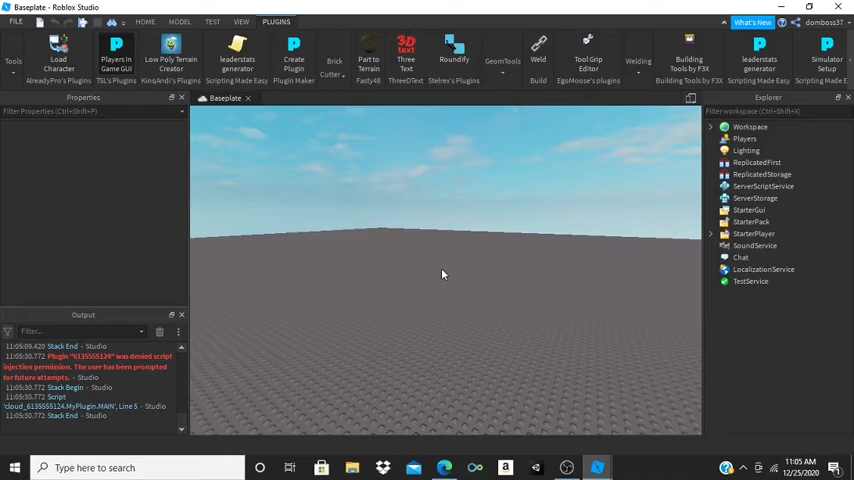 Baseplate - Roblox Studio
FILE HOME MODEL TEST VIEW PLUGINS What's New domboss37
Tools Load Character Players In Game GUI Low Poly Terrain Creator leaderstats generator Create Plugin Brick Cutter Part to Terrain Three Text Roundify GeomTools Weld Tool Grip Editor Welding Building Tools by F3X leaderstats generator Simulator Setup
3D text
AlreadyPro's Plugins TSL's Plugins KingAndi's Plugins Scripting Made Easy Plugin Maker Fasty48 ThreeDText Stelrex's Plugins Build EgoMoose's plugins Building Tools by F3X Scripting Made Easy Scripting Made E
Properties
Filter Properties (Ctrl+Shift+P)
Baseplate
Explorer
Filter workspace (Ctrl+Shift+X)
Workspace
Players
Lighting
ReplicatedFirst
ReplicatedStorage
ServerScriptService
ServerStorage
StarterGui
StarterPack
StarterPlayer
SoundService
Chat
LocalizationService
TestService
Output
Filter...
11:05:09.420 Stack End - Studio
11:05:30.772 Plugin "6135555124" was denied script
injection permission. The user has been prompted
for future attempts. - Studio
11:05:30.772 Stack Begin - Studio
11:05:30.772 Script
'cloud_6135555124.MyPlugin.MAIN', Line 5 - Studio
11:05:30.772 Stack End - Studio
Type here to search
11:05 AM
12/25/2020